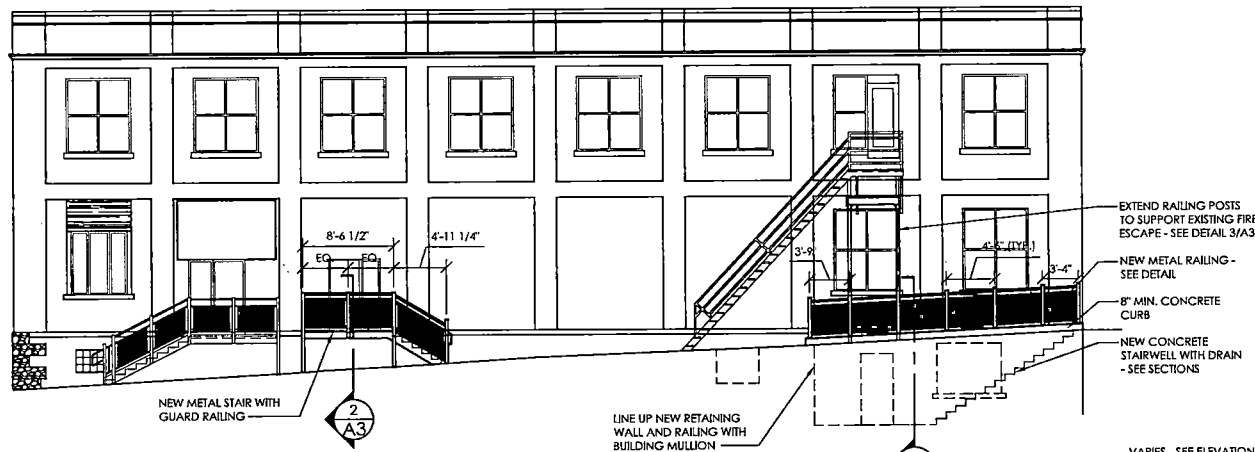 8'-6 1/2"
4'-11 1/4"
EQ
EQ
3'-9
4'-6" (TYP.)
3'-4"
EXTEND RAILING POSTS
TO SUPPORT EXISTING FIRE
ESCAPE - SEE DETAIL 3/A3
NEW METAL RAILING -
SEE DETAIL
8" MIN. CONCRETE
CURB
NEW CONCRETE
STAIRWELL WITH DRAIN
- SEE SECTIONS
NEW METAL STAIR WITH
GUARD RAILING
2
A3
LINE UP NEW RETAINING
WALL AND RAILING WITH
BUILDING MULLION
VARIES - SEE ELEVATION